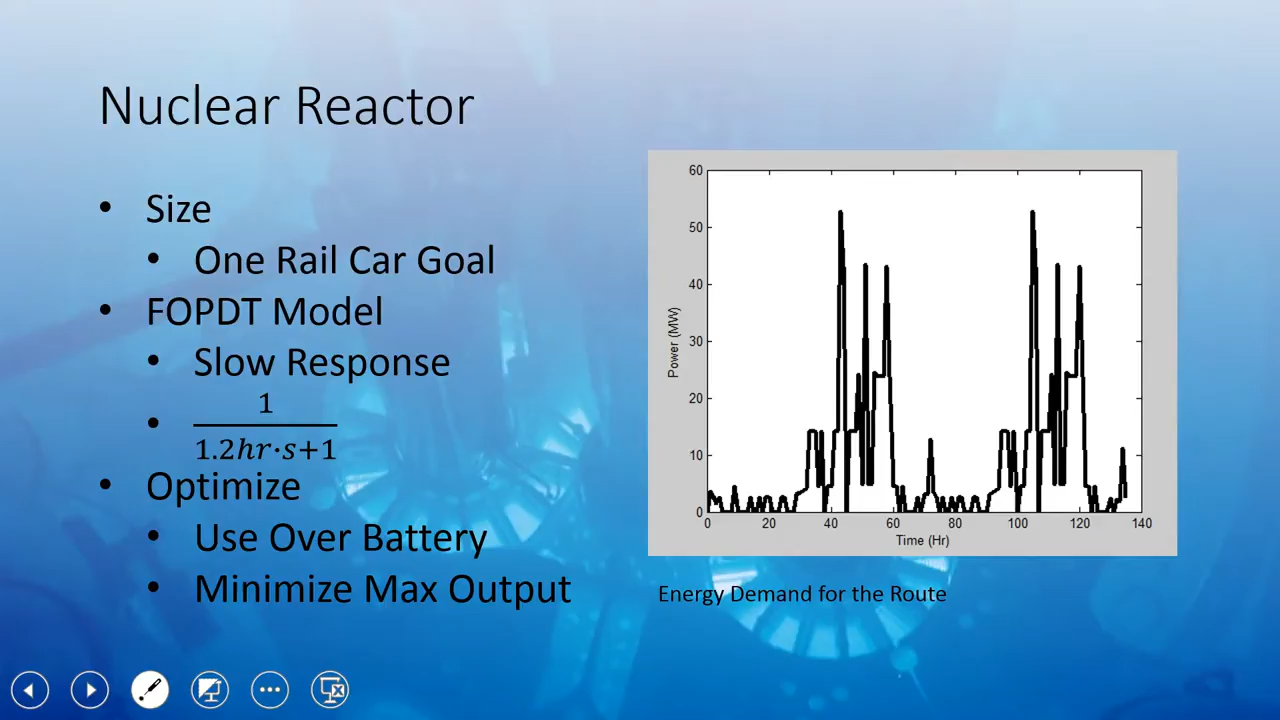 Nuclear Reactor
• Size
• One Rail Car Goal
• FOPDT Model
• Slow Response
• 1
1.2hr·s+1
• Optimize
• Use Over Battery
• Minimize Max Output
60
50
40
30
20
10
0
Power (MW)
0 20 40 60 80 100 120 140
Time (Hr)
Energy Demand for the Route